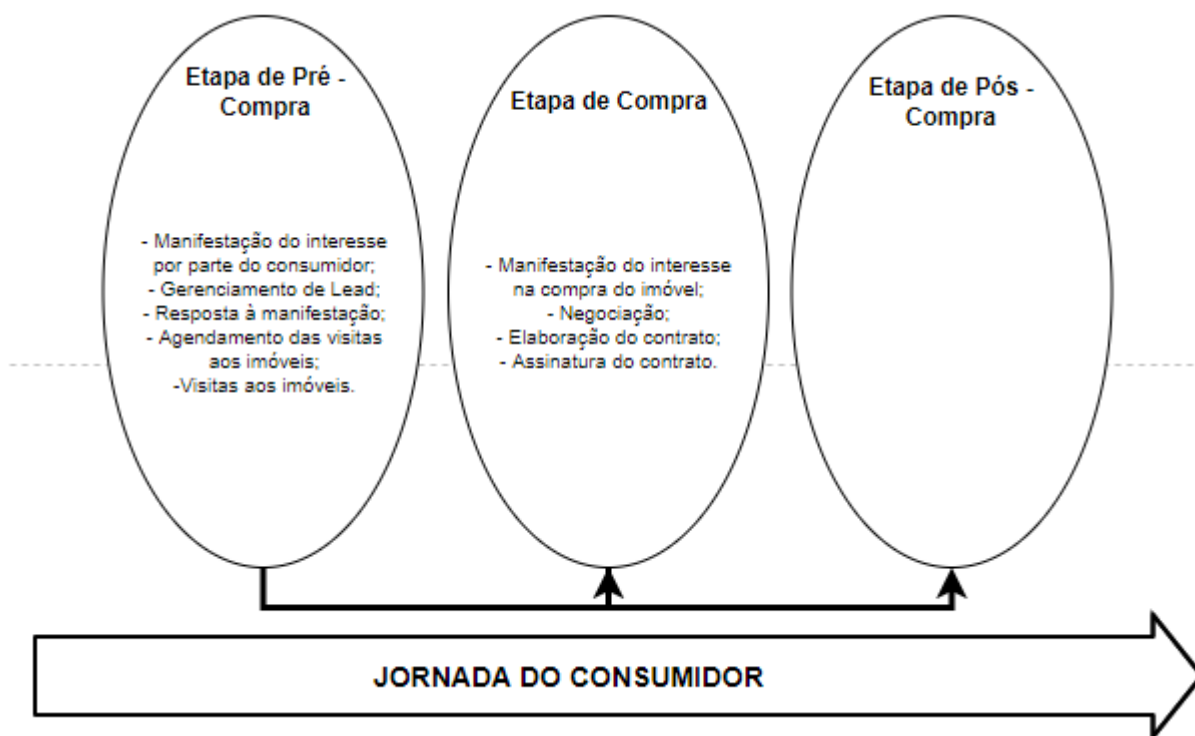 Etapa de Pré -
Compra
- Manifestação do interesse
por parte do consumidor;
- Gerenciamento de Lead;
- Resposta à manifestação;
- Agendamento das visitas
aos imóveis;
-Visitas aos imóveis.
Etapa de Compra
- Manifestação do interesse
na compra do imóvel;
- Negociação;
- Elaboração do contrato;
- Assinatura do contrato.
Etapa de Pós -
Compra
JORNADA DO CONSUMIDOR